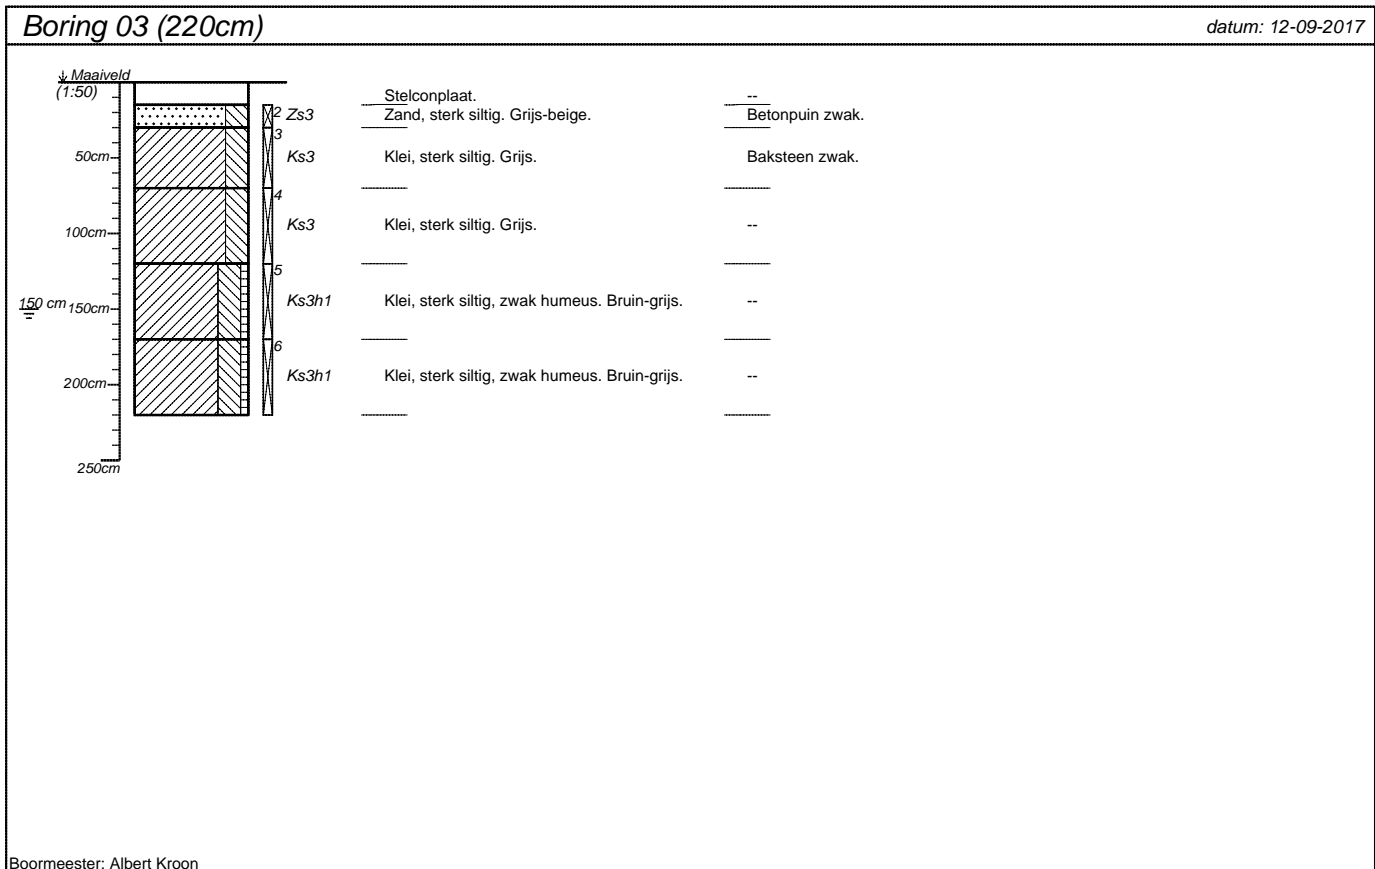 Boring 03 (220cm)
datum: 12-09-2017
Maaiveld
(1:50)
Stelconplaat. --
2 Zs3 Zand, sterk siltig. Grijs-beige. Betonpuin zwak.
3
50cm Ks3 Klei, sterk siltig. Grijs. Baksteen zwak.
4
Ks3 Klei, sterk siltig. Grijs. --
100cm
5
150 cm 150cm Ks3h1 Klei, sterk siltig, zwak humeus. Bruin-grijs. --
6
200cm Ks3h1 Klei, sterk siltig, zwak humeus. Bruin-grijs. --
250cm
Boormeester: Albert Kroon